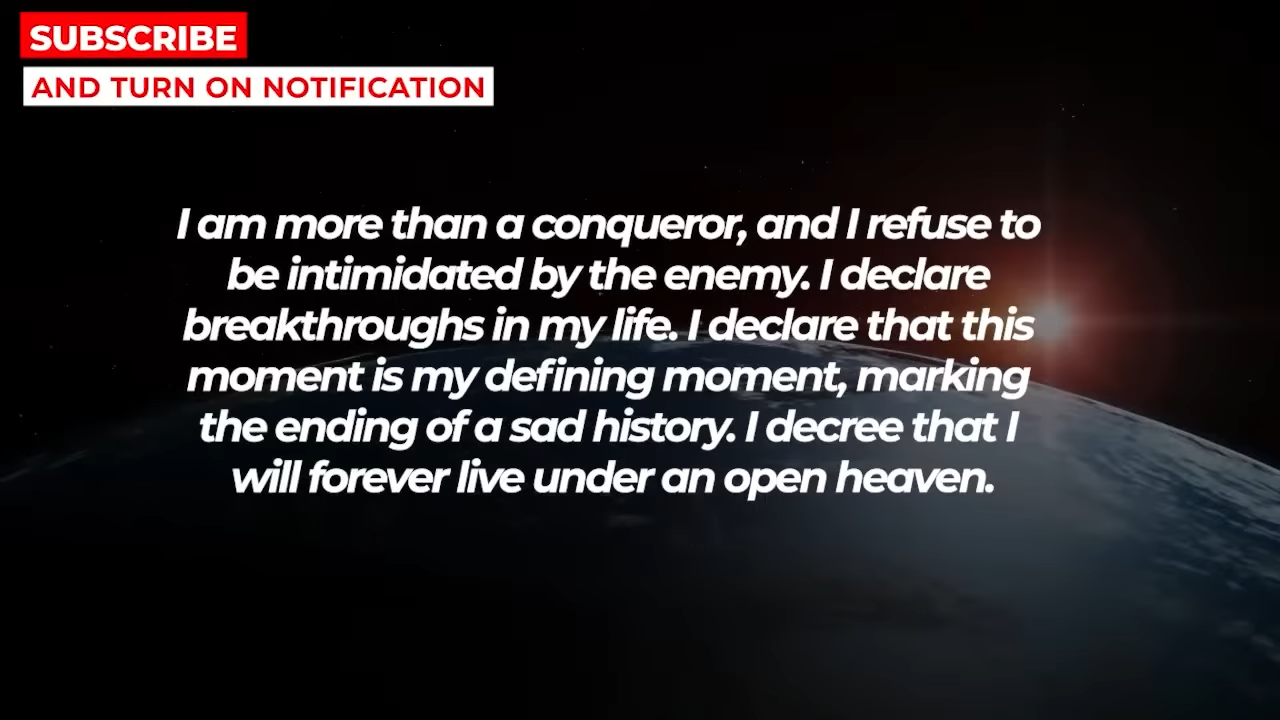 SUBSCRIBE
AND TURN ON NOTIFICATION
I am more than a conqueror, and I refuse to
be intimidated by the enemy. I declare
breakthroughs in my life. I declare that this
moment is my defining moment, marking
the ending of a sad history. I decree that I
will forever live under an open heaven.